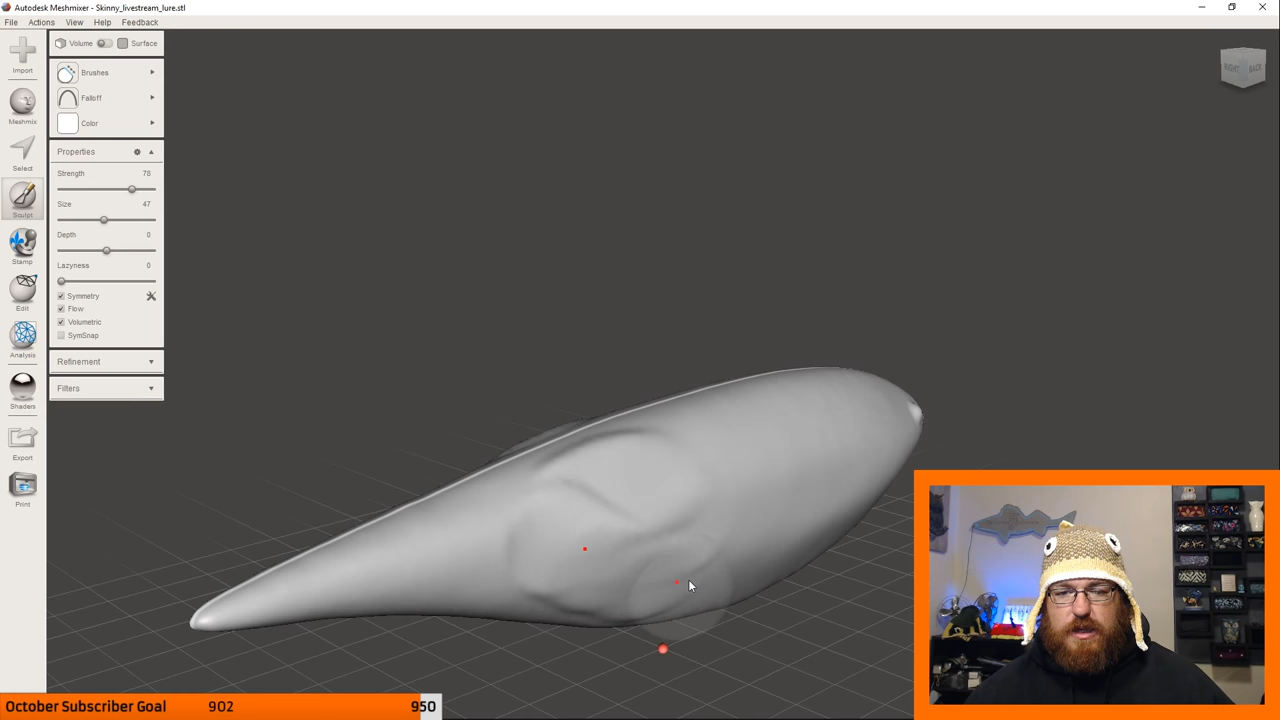 Autodesk Meshmixer - Skinny_livestream_lure.stl
File Actions View Help Feedback
Import
Meshmix
Select
Sculpt
Stamp
Edit
Analysis
Shaders
Export
Print
Volume Surface
Brushes
Falloff
Color
Properties
Strength 78
Size 47
Depth 0
Lazyness 0
Symmetry
Flow
Volumetric
SymSnap
Refinement
Filters
RIGHT BACK
October Subscriber Goal 902 950